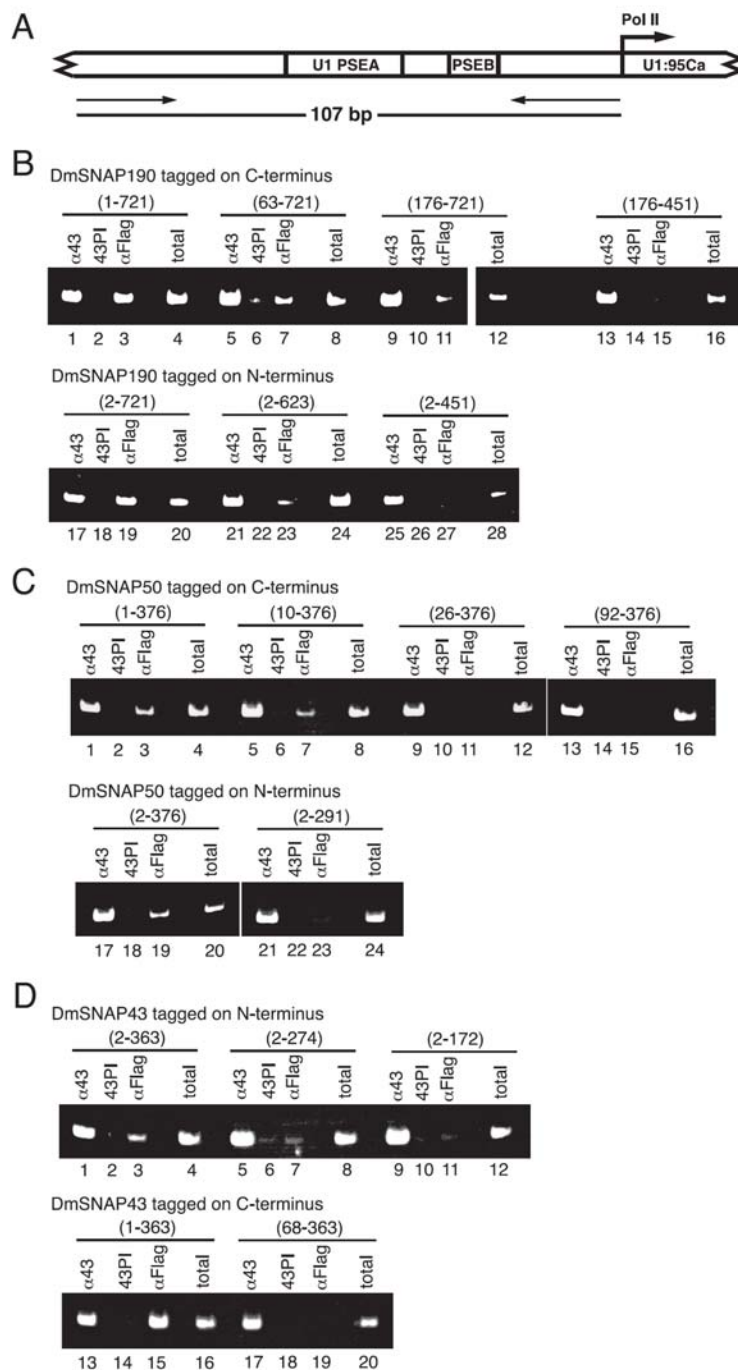 A
Pol II
U1 PSEA PSEB U1:95Ca
107 bp
B
DmSNAP190 tagged on C-terminus
(1-721) (63-721) (176-721) (176-451)
α43 43PI αFlag total α43 43PI αFlag total α43 43PI αFlag total α43 43PI αFlag total
1 2 3 4 5 6 7 8 9 10 11 12 13 14 15 16
DmSNAP190 tagged on N-terminus
(2-721) (2-623) (2-451)
α43 43PI αFlag total α43 43PI αFlag total α43 43PI αFlag total
17 18 19 20 21 22 23 24 25 26 27 28
C
DmSNAP50 tagged on C-terminus
(1-376) (10-376) (26-376) (92-376)
α43 43PI αFlag total α43 43PI αFlag total α43 43PI αFlag total α43 43PI αFlag total
1 2 3 4 5 6 7 8 9 10 11 12 13 14 15 16
DmSNAP50 tagged on N-terminus
(2-376) (2-291)
α43 43PI αFlag total α43 43PI αFlag total
17 18 19 20 21 22 23 24
D
DmSNAP43 tagged on N-terminus
(2-363) (2-274) (2-172)
α43 43PI αFlag total α43 43PI αFlag total α43 43PI αFlag total
1 2 3 4 5 6 7 8 9 10 11 12
DmSNAP43 tagged on C-terminus
(1-363) (68-363)
α43 43PI αFlag total α43 43PI αFlag total
13 14 15 16 17 18 19 20